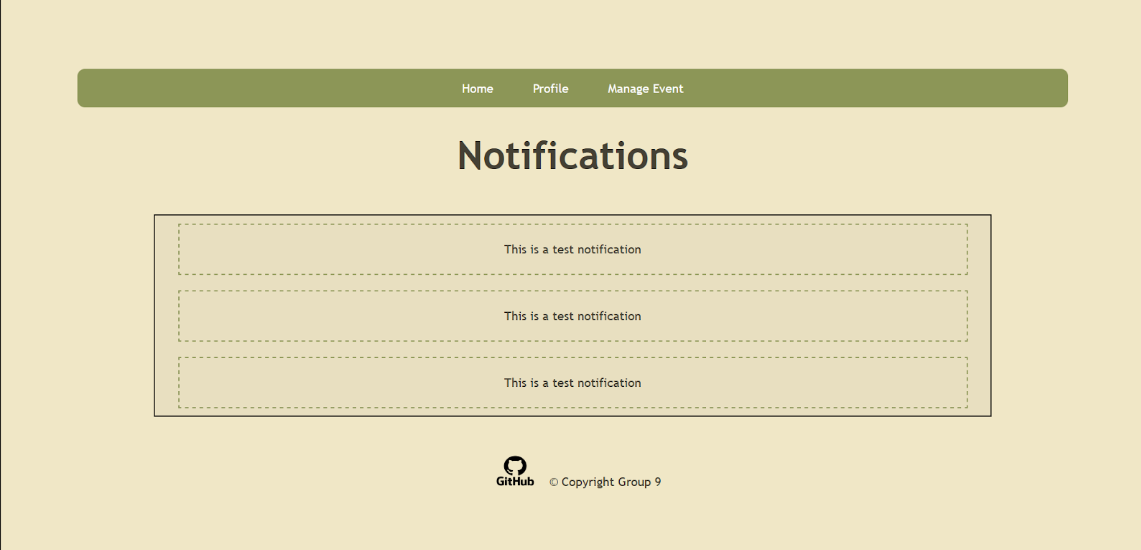 Home Profile Manage Event
Notifications
This is a test notification
This is a test notification
This is a test notification
GitHub © Copyright Group 9